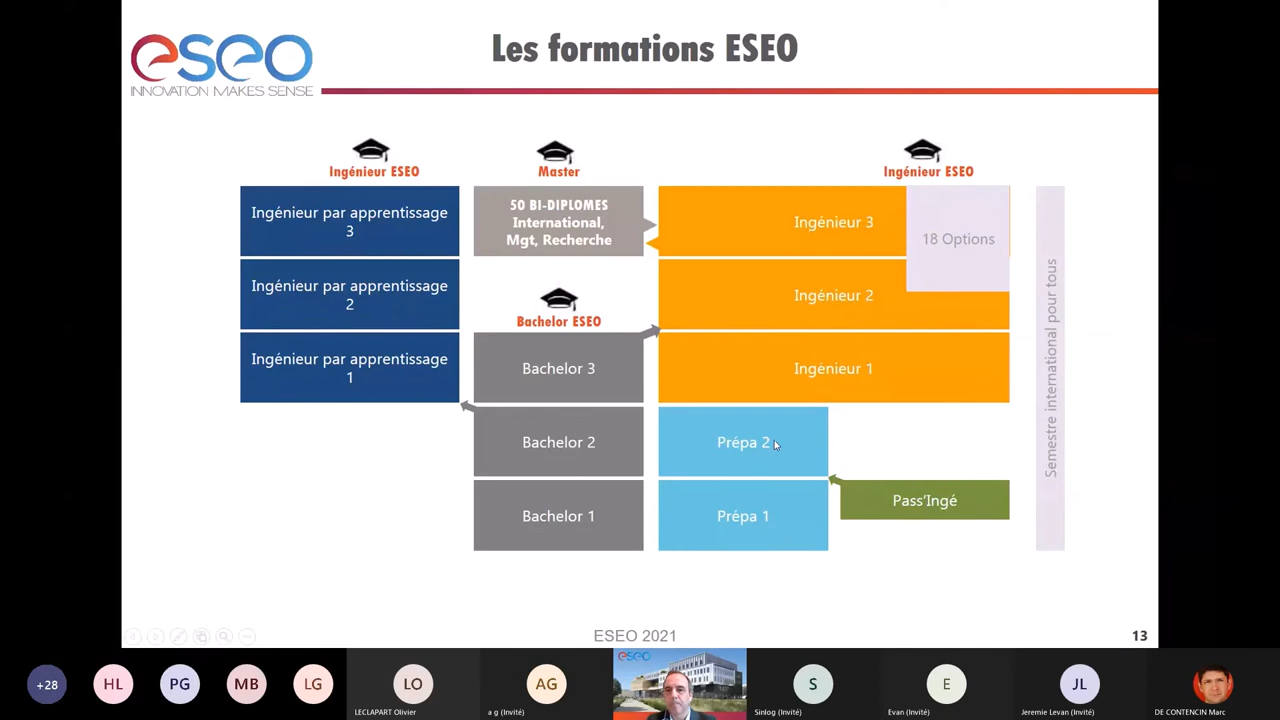 Les formations ESEO
eseo
INNOVATION MAKES SENSE
Ingénieur ESEO
Master
Ingénieur ESEO
Ingénieur par apprentissage
3
50 BI-DIPLOMES
International,
Mgt, Recherche
Ingénieur 3
18 Options
Ingénieur par apprentissage
2
Bachelor ESEO
Ingénieur 2
Ingénieur par apprentissage
1
Bachelor 3
Ingénieur 1
Semestre international pour tous
Bachelor 2
Prépa 2
Bachelor 1
Prépa 1
Pass'Ingé
ESEO 2021
13
+28
HL
PG
MB
LG
LO
LECLAPART Olivier
AG
a g (Invité)
eseo
S
Sinlog (Invité)
E
Evan (Invité)
JL
Jeremie Levan (Invité)
DE CONTENCIN Marc